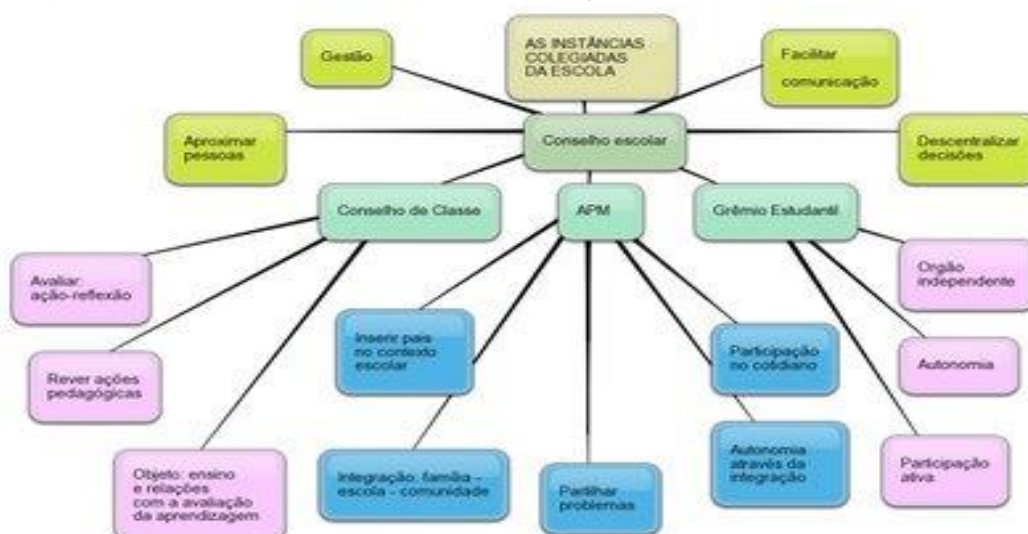 AS INSTÂNCIAS
COLEGIADAS
DA ESCOLA
Gestão
Facilitar
comunicação
Aproximar
pessoas
Conselho escolar
Descentralizar
decisões
Conselho de Classe
APM
Grêmio Estudantil
Avaliar:
ação-reflexão
Orgão
independente
Inserir pais
no contexto
escolar
Participação
no cotidiano
Autonomia
Rever ações
pedagógicas
Objeto: ensino
e relações
com a avaliação
da aprendizagem
Integração: família -
escola - comunidade
Partilhar
problemas
Autonomia
através da
integração
Participação
ativa